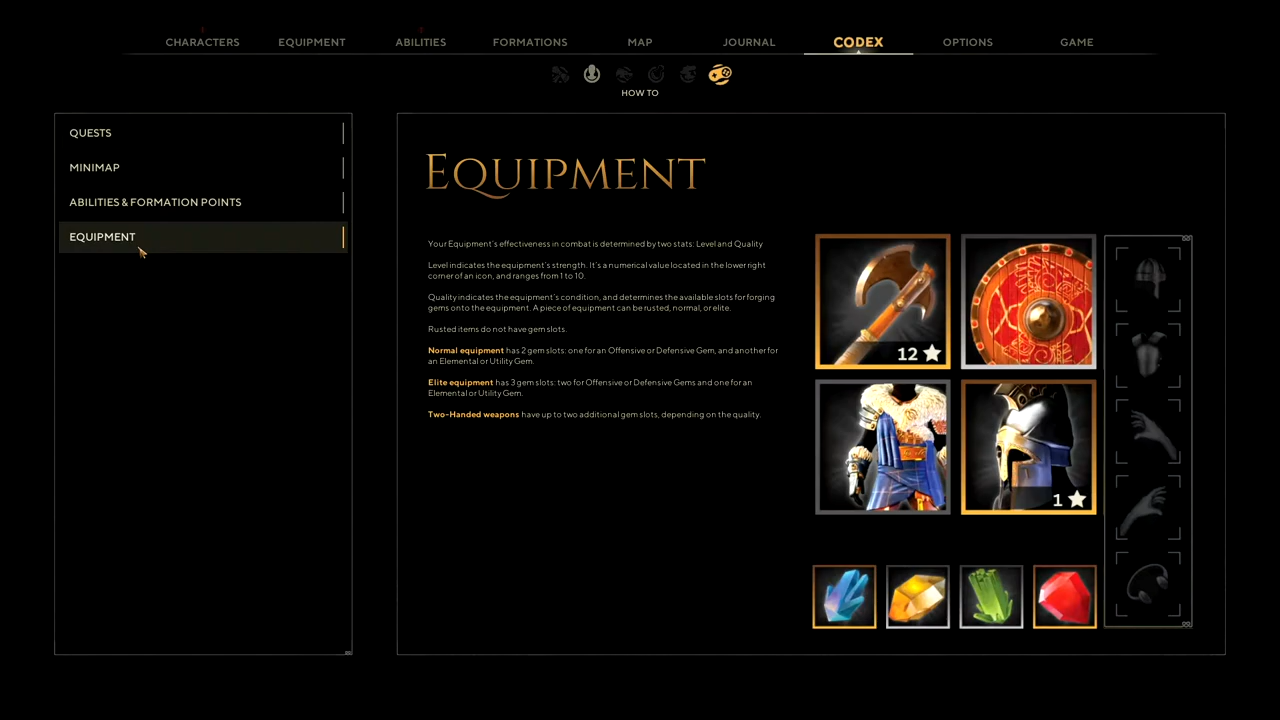 CHARACTERS EQUIPMENT ABILITIES FORMATIONS MAP JOURNAL CODEX OPTIONS GAME
HOW TO
QUESTS
MINIMAP
ABILITIES & FORMATION POINTS
EQUIPMENT
EQUIPMENT
Your Equipment's effectiveness in combat is determined by two stats: Level and Quality
Level indicates the equipment's strength. It's a numerical value located in the lower right
corner of an icon, and ranges from 1 to 10.
Quality indicates the equipment's condition, and determines the available slots for forging
gems onto the equipment. A piece of equipment can be rusted, normal, or elite.
Rusted items do not have gem slots.
Normal equipment has 2 gem slots: one for an Offensive or Defensive Gem, and another for
an Elemental or Utility Gem.
Elite equipment has 3 gem slots: two for Offensive or Defensive Gems and one for an
Elemental or Utility Gem.
Two-Handed weapons have up to two additional gem slots, depending on the quality.
12
1